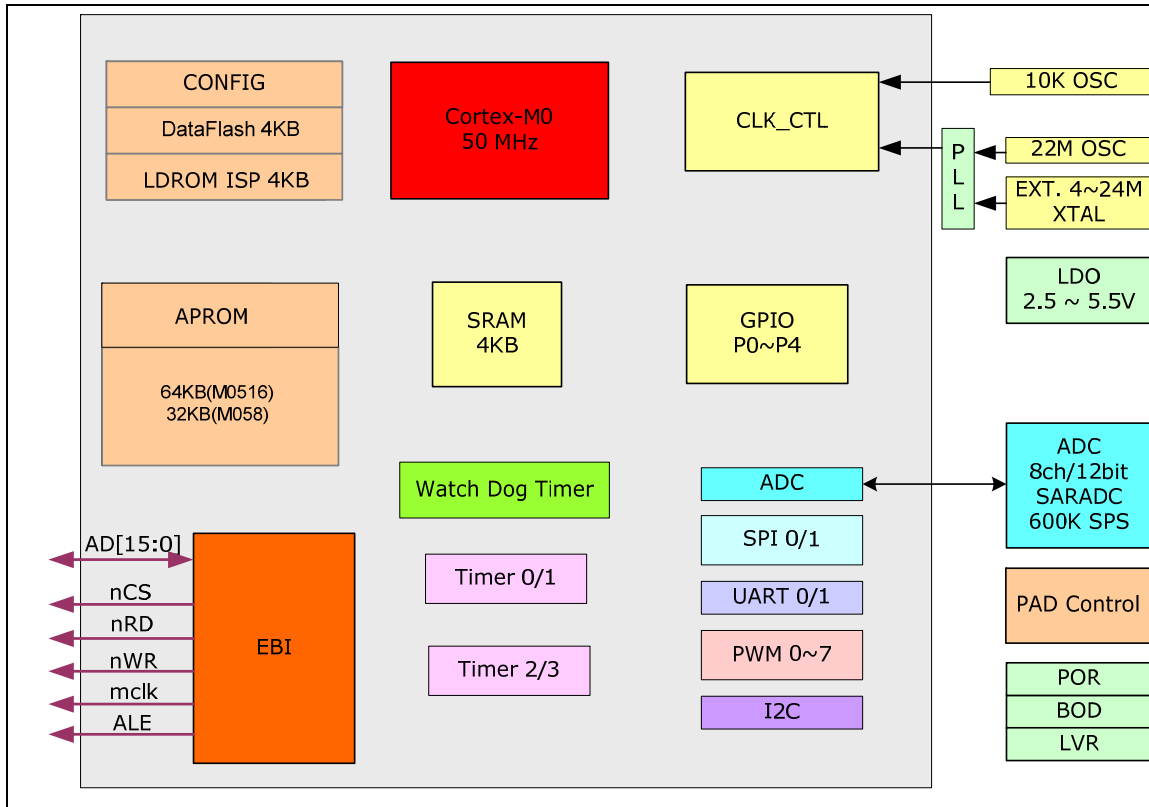 CONFIG
DataFlash 4KB
LDROM ISP 4KB
Cortex-M0
50 MHz
CLK_CTL
10K OSC
PLL
22M OSC
EXT. 4~24M
XTAL
LDO
2.5 ~ 5.5V
APROM
64KB(M0516)
32KB(M058)
SRAM
4KB
GPIO
P0~P4
Watch Dog Timer
ADC
ADC
8ch/12bit
SARADC
600K SPS
SPI 0/1
AD[15:0]
nCS
nRD
nWR
mclk
ALE
EBI
Timer 0/1
Timer 2/3
UART 0/1
PWM 0~7
I2C
PAD Control
POR
BOD
LVR